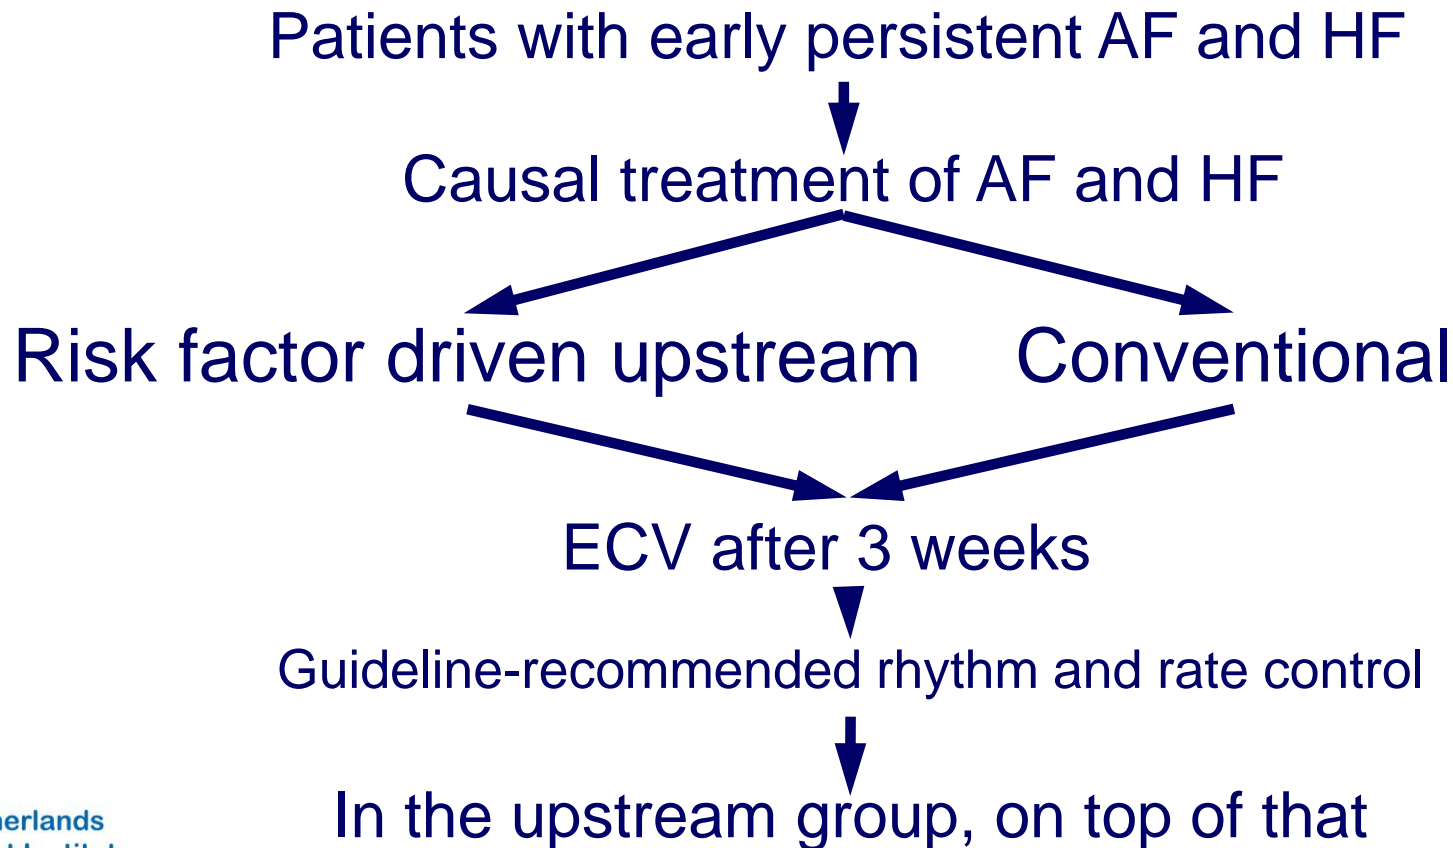 Patients with early persistent AF and HF
Causal treatment of AF and HF
Risk factor driven upstream Conventional
ECV after 3 weeks
Guideline-recommended rhythm and rate control
In the upstream group, on top of that